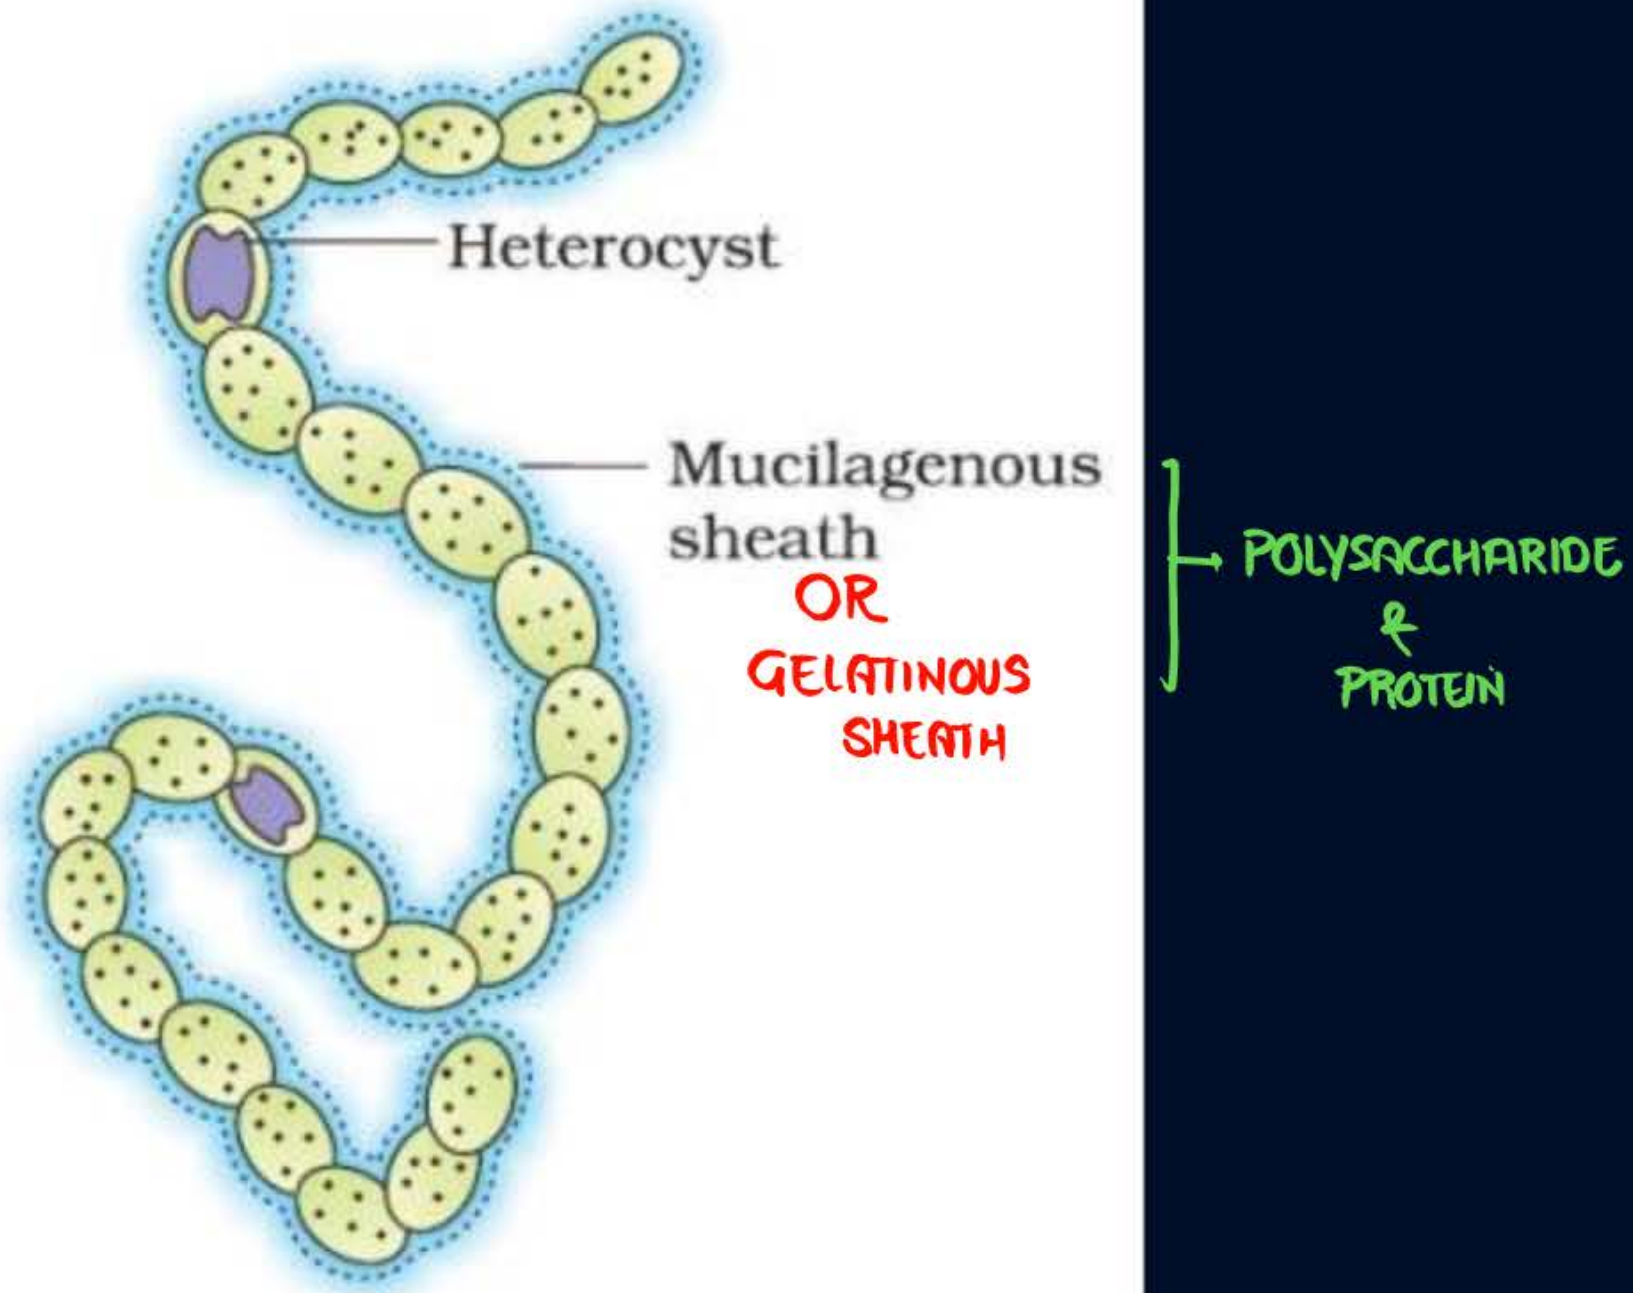 Heterocyst
Mucilagenous
sheath
OR
GELATINOUS
SHEATH
POLYSACCHARIDE
&
PROTEIN